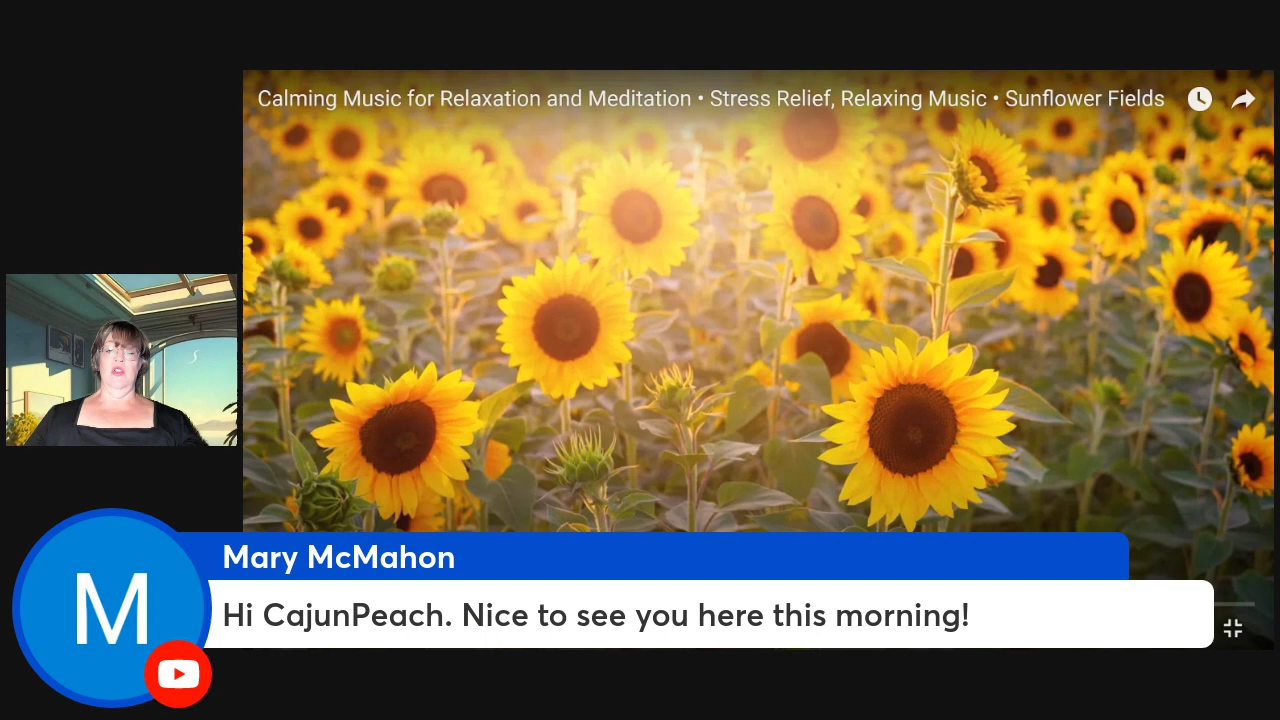 Calming Music for Relaxation and Meditation • Stress Relief, Relaxing Music • Sunflower Fields
M
Mary McMahon
Hi CajunPeach. Nice to see you here this morning!